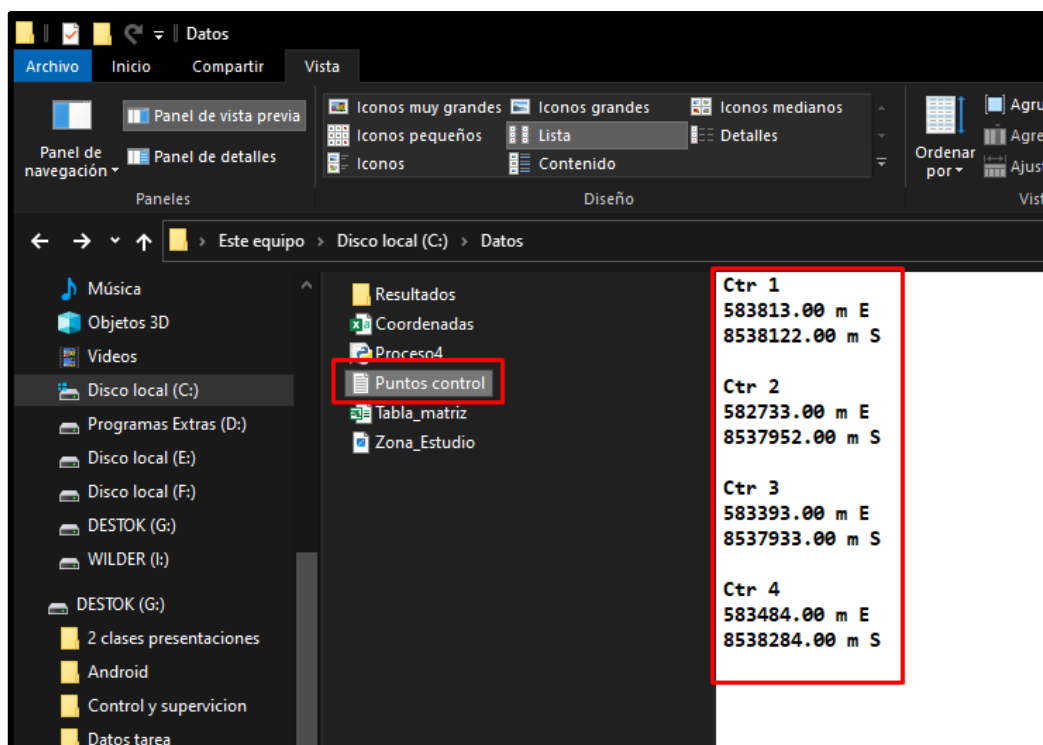 Datos
Archivo Inicio Compartir Vista
Panel de navegación
Panel de vista previa
Panel de detalles
Paneles
Iconos muy grandes Iconos grandes Iconos medianos
Iconos pequeños Lista Detalles
Iconos Contenido
Diseño
Ordenar por
Agru
Agre
Ajus
Vist
Este equipo > Disco local (C:) > Datos
Música
Objetos 3D
Videos
Disco local (C:)
Programas Extras (D:)
Disco local (E:)
Disco local (F:)
DESTOK (G:)
WILDER (I:)
DESTOK (G:)
2 clases presentaciones
Android
Control y supervicion
Datos tarea
Resultados
Coordenadas
Proceso4
Puntos control
Tabla_matriz
Zona_Estudio
Ctr 1
583813.00 m E
8538122.00 m S
Ctr 2
582733.00 m E
8537952.00 m S
Ctr 3
583393.00 m E
8537933.00 m S
Ctr 4
583484.00 m E
8538284.00 m S